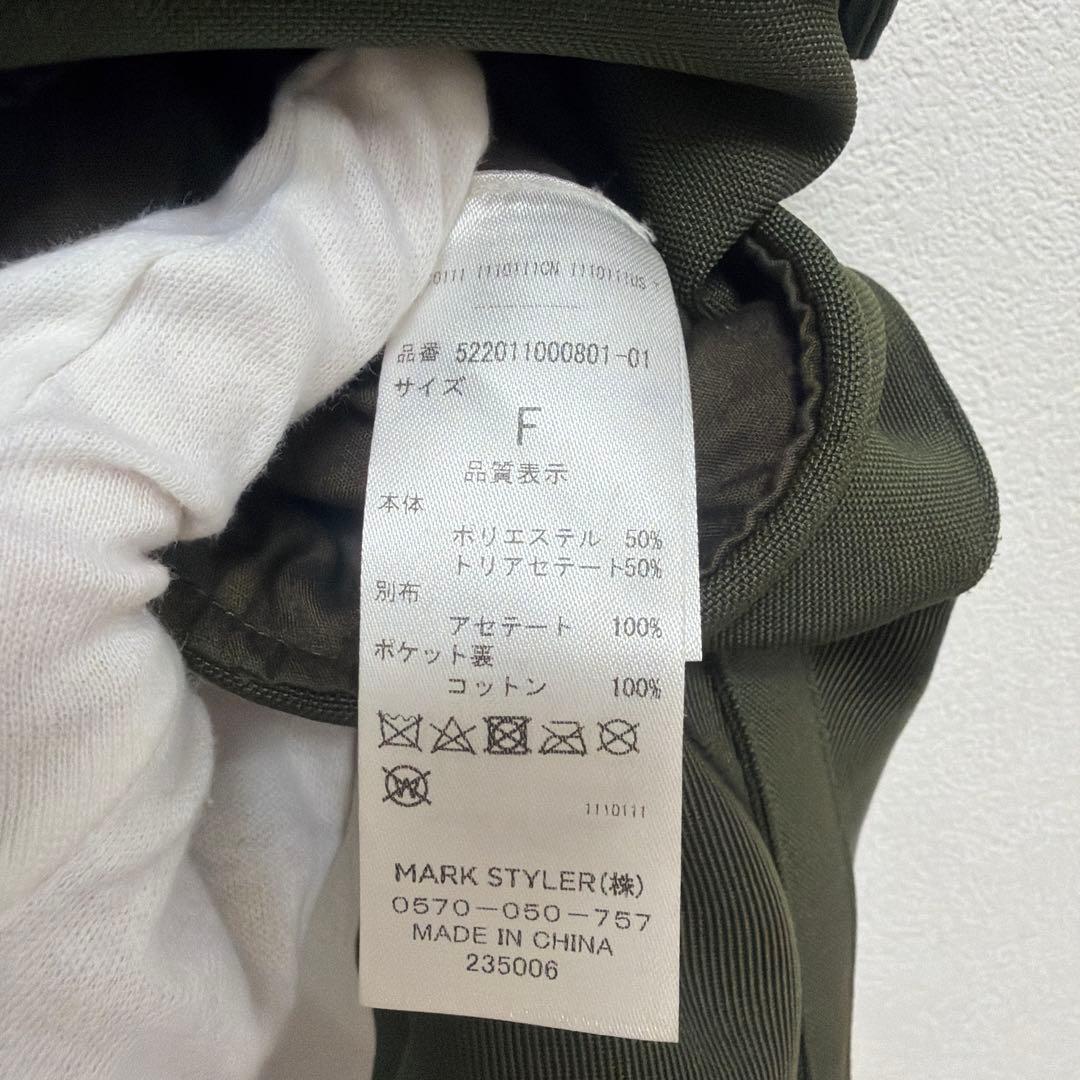 0111 1110111CN 1110111US
品番 522011000801-01
サイズ
F
品質表示
本体
ポリエステル 50%
トリアセテート50%
別布
アセテート 100%
ポケット裏
コットン 100%
W
1110111
MARK STYLER(株)
0570-050-757
MADE IN CHINA
235006